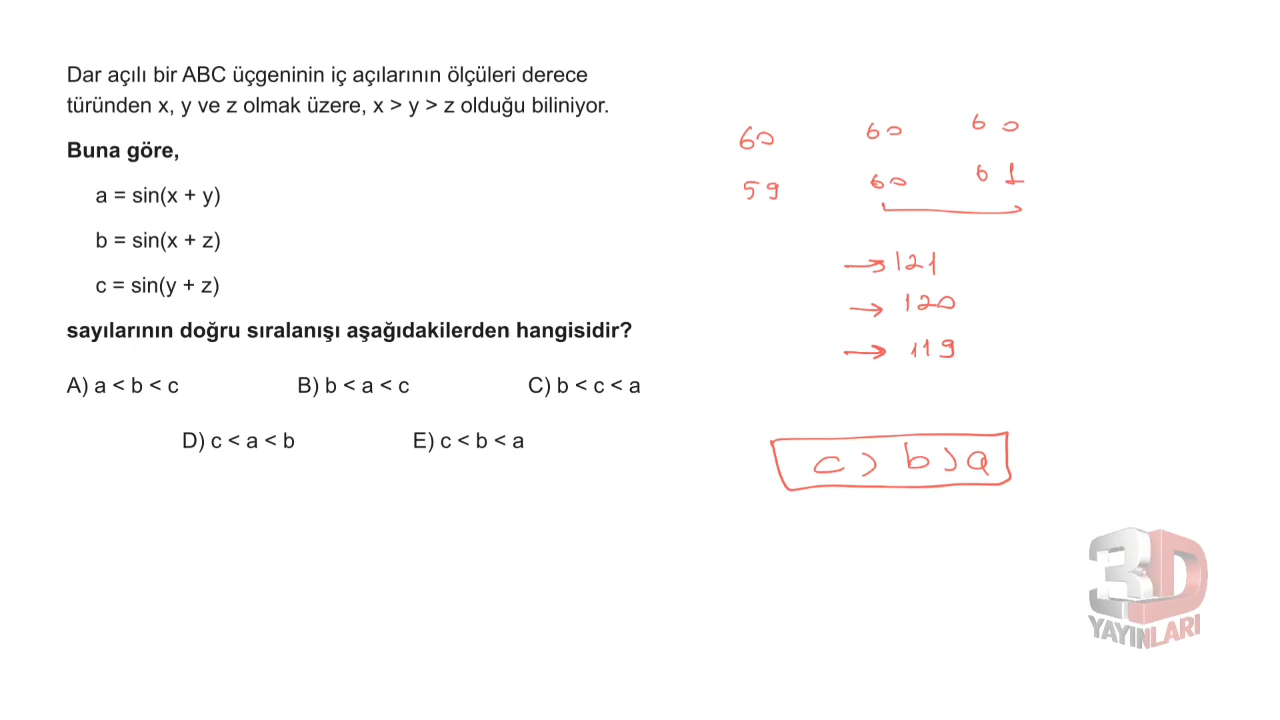 Dar açılı bir ABC üçgeninin iç açılarının ölçüleri derece
türünden x, y ve z olmak üzere, x > y > z olduğu biliniyor.
Buna göre,
a = sin(x + y)
b = sin(x + z)
c = sin(y + z)
sayılarının doğru sıralanışı aşağıdakilerden hangisidir?
A) a < b < c B) b < a < c C) b < c < a
D) c < a < b E) c < b < a
60 60 60
59 60 61
→ 121
→ 120
→ 119
c > b > a
3D
YAYINLARI